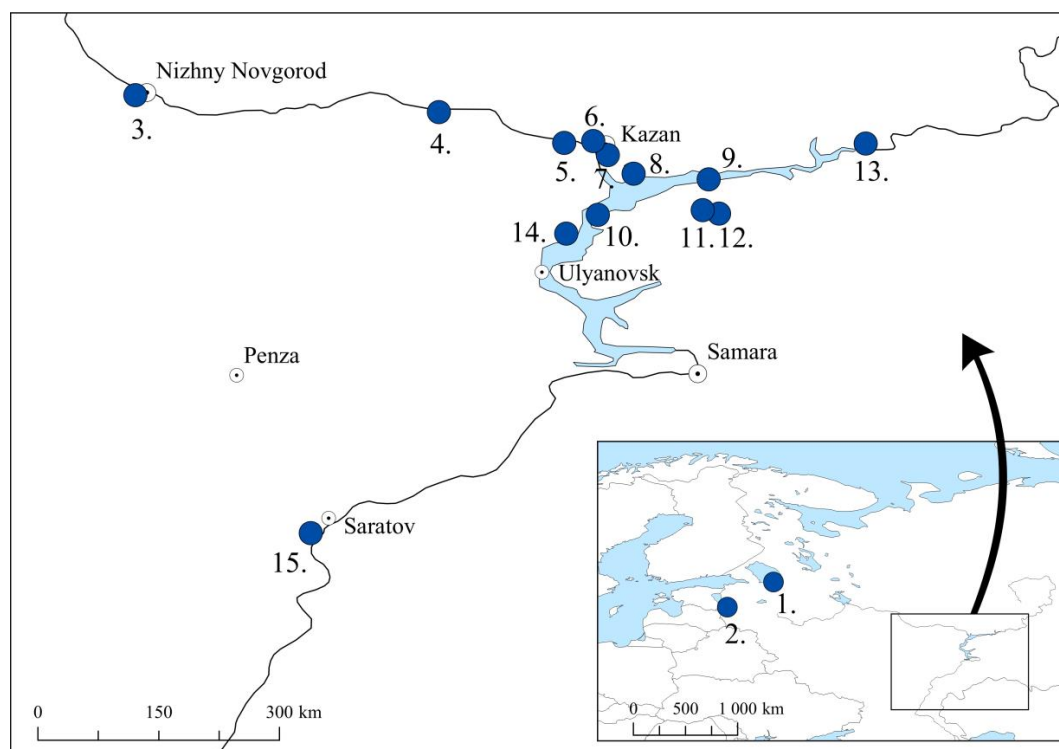 Nizhny Novgorod
3.
4.
5.
6.
Kazan
7.
8.
9.
13.
14.
10.
11. 12.
Ulyanovsk
Penza
Samara
Saratov
15.
1.
2.
0 150 300 km
0 500 1 000 km